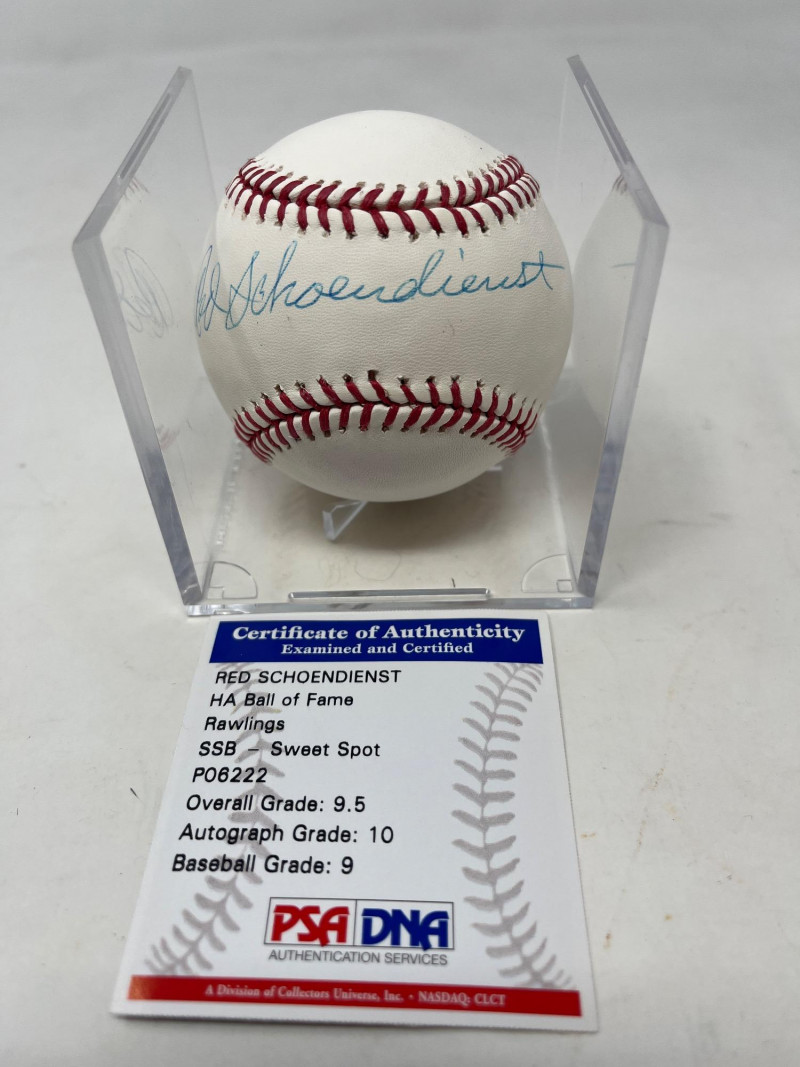 Red Schoendienst
Certificate of Authenticity
Examined and Certified
RED SCHOENDIENST
HA Ball of Fame
Rawlings
SSB - Sweet Spot
P06222
Overall Grade: 9.5
Autograph Grade: 10
Baseball Grade: 9
PSA DNA
AUTHENTICATION SERVICES
A Division of Collectors Universe, Inc. • NASDAQ: CLCT